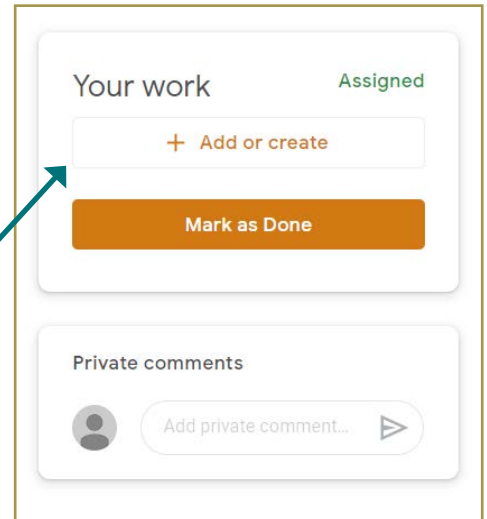 Your work
Assigned
+ Add or create
Mark as Done
Private comments
Add private comment...